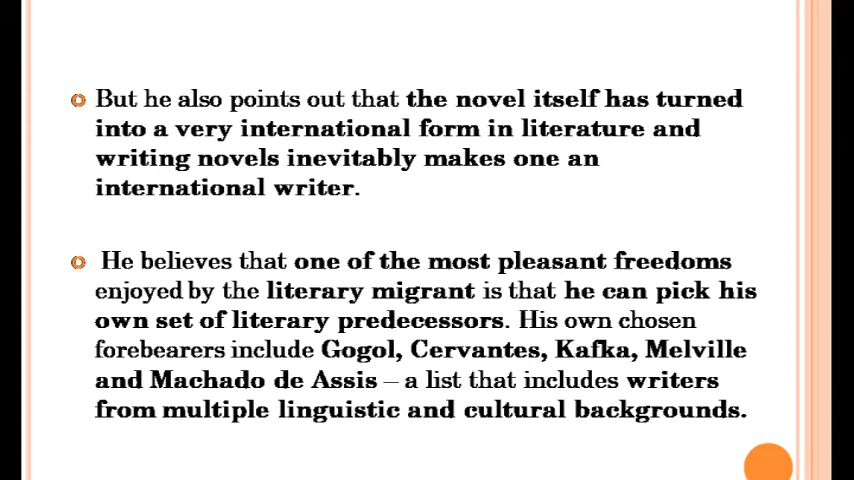 But he also points out that the novel itself has turned
into a very international form in literature and
writing novels inevitably makes one an
international writer.
He believes that one of the most pleasant freedoms
enjoyed by the literary migrant is that he can pick his
own set of literary predecessors. His own chosen
forebearers include Gogol, Cervantes, Kafka, Melville
and Machado de Assis – a list that includes writers
from multiple linguistic and cultural backgrounds.